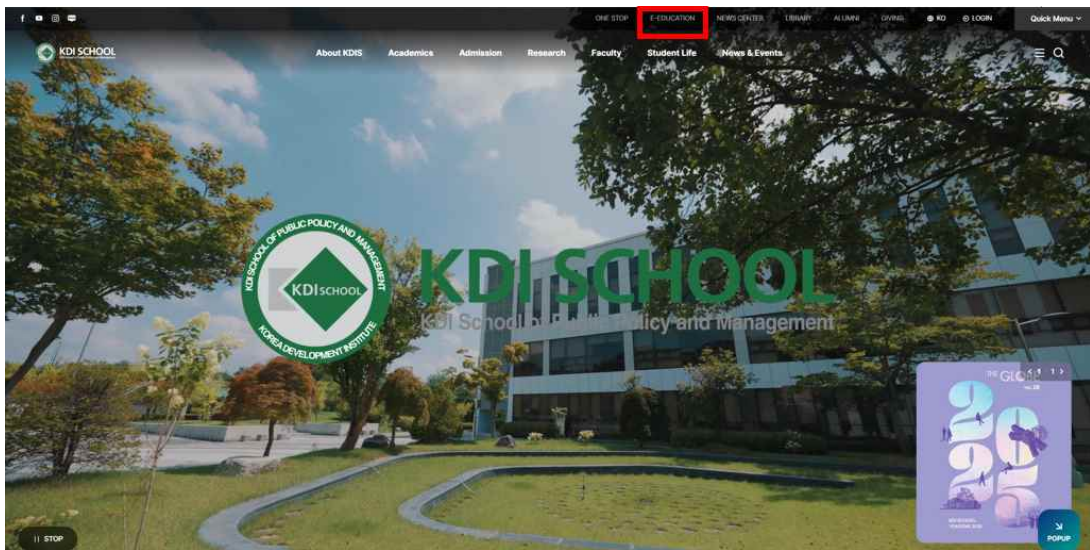 ONE STOP E-EDUCATION NEWS CENTER LIBRARY ALUMNI GIVING KO LOGIN Quick Menu
KDI SCHOOL
About KDIS Academics Admission Research Faculty Student Life News & Events
KDI SCHOOL OF PUBLIC POLICY AND MANAGEMENT
KDI SCHOOL
KOREA DEVELOPMENT INSTITUTE
KDI SCHOOL
KDI School of Public Policy and Management
THE
1 1
2025
STOP
POPUP